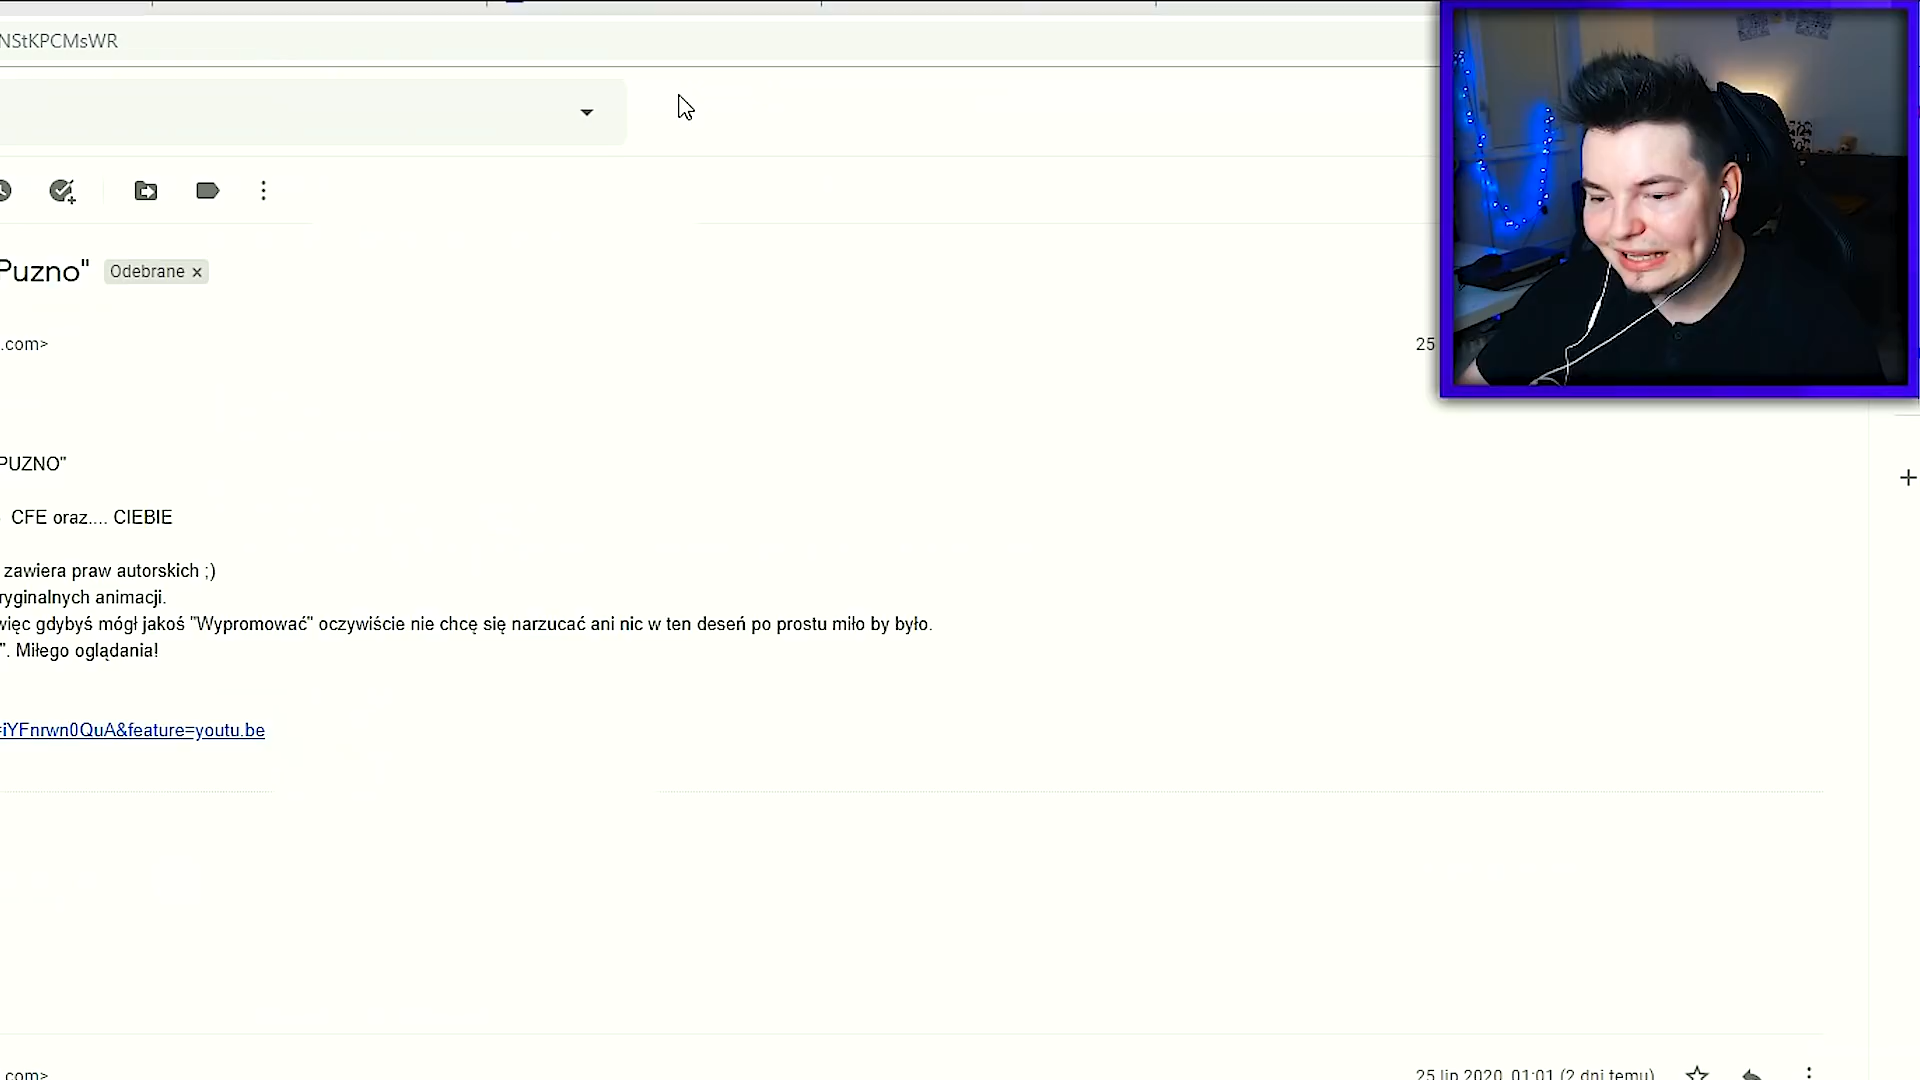 NStKPCMsWR
Puzno" Odebrane
.com>
25
PUZNO"
CFE oraz.... CIEBIE
zawiera praw autorskich ;)
ryginalnych animacji.
więc gdybyś mógł jakoś "Wypromować" oczywiście nie chcę się narzucać ani nic w ten deseń po prostu miło by było.
". Miłego oglądania!
=iYFnrwn0QuA&feature=youtu.be
.com>
25 lip 2020, 01:01 (2 dni temu)